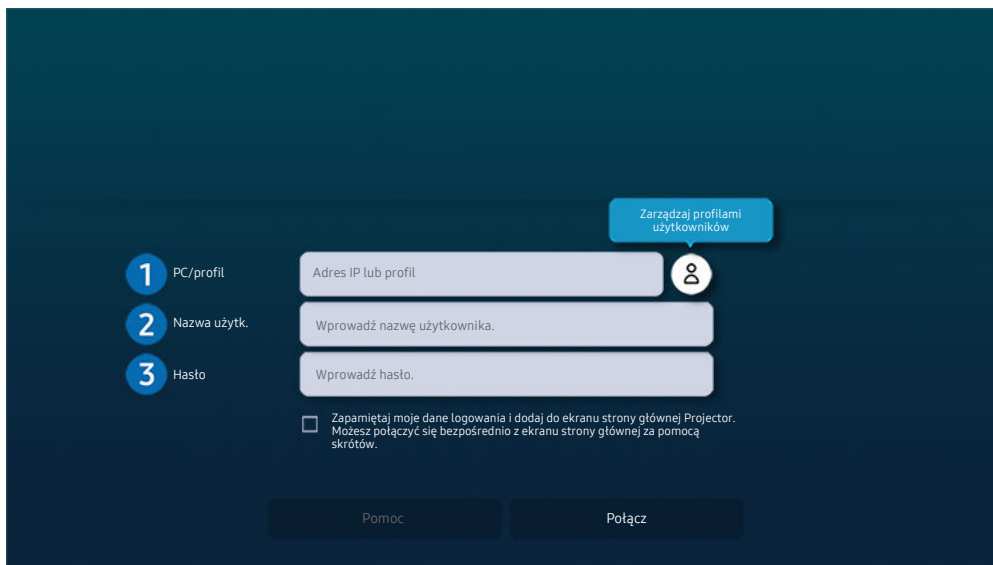 Zarządzaj profilami
użytkowników
1 PC/profil Adres IP lub profil
2 Nazwa użytk. Wprowadź nazwę użytkownika.
3 Hasło Wprowadź hasło.
Zapamiętaj moje dane logowania i dodaj do ekranu strony głównej Projector.
Możesz połączyć się bezpośrednio z ekranu strony głównej za pomocą
skrótów.
Pomoc Połącz